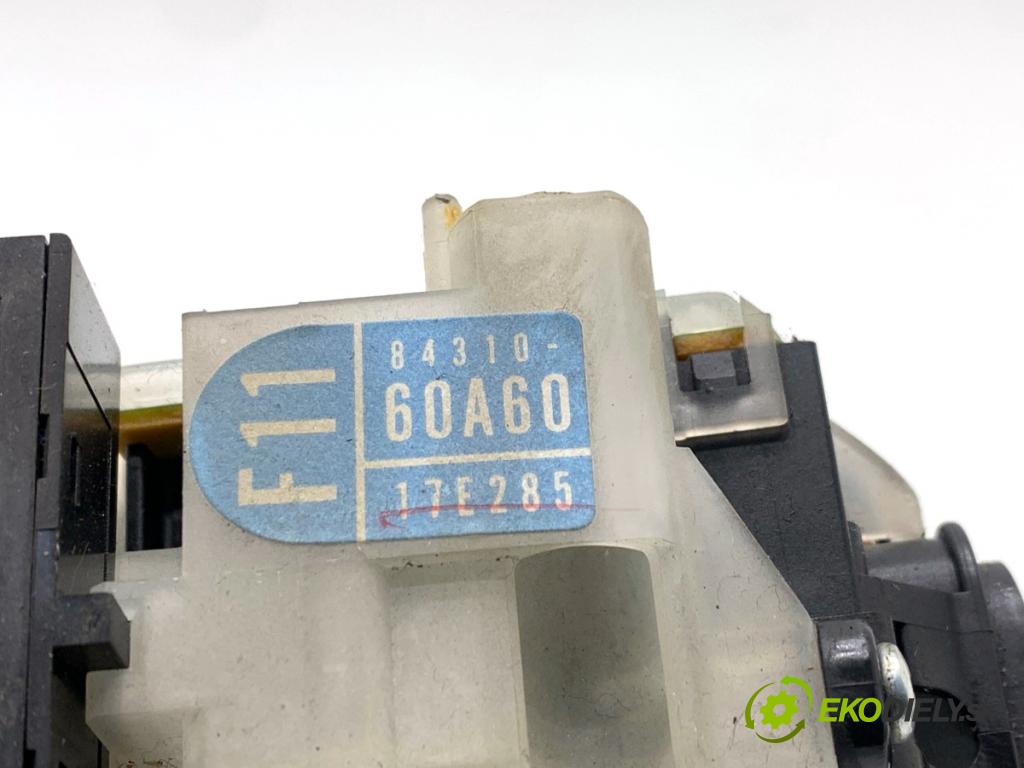 F11
84310-
60A60
17E285
EKODIELY.S